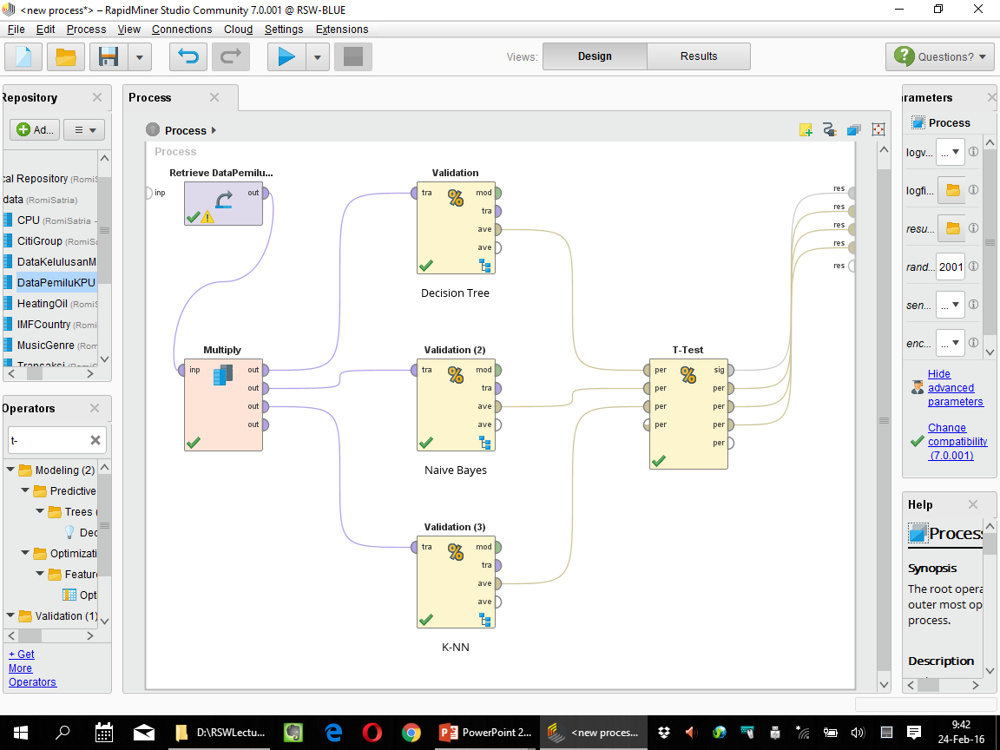 <new process*> – RapidMiner Studio Community 7.0.001 @ RSW-BLUE
File Edit Process View Connections Cloud Settings Extensions
Views: Design Results Questions?
Repository
Ad...
cal Repository (RomiS
data (RomiSatria)
CPU (RomiSatria -
CitiGroup (RomiSa
DataKelulusanM
DataPemiluKPU
HeatingOil (RomiS
IMFCountry (Romi
MusicGenre (Rom
Transaksi
Operators
t-
Modeling (2)
Predictive
Trees (
Dec
Optimizati
Feature
Opt
Validation (1)
+ Get
More
Operators
Process
Process
Process
Retrieve DataPemilu...
inp
out
Multiply
inp out
out
out
out
Validation
tra mod
tra
ave
ave
Decision Tree
Validation (2)
tra mod
tra
ave
ave
Naive Bayes
Validation (3)
tra mod
tra
ave
ave
K-NN
T-Test
per sig
per per
per per
per per
per
res
res
res
res
res
rameters
Process
logv... ...
logfi...
resu...
rand... 2001
sen... ...
enc... ...
Hide
advanced
parameters
Change
compatibility
(7.0.001)
Help
Process
Synopsis
The root opera
outer most op
process.
Description
D:\RSWLectu... PowerPoint 2... <new proces...
9:42
24-Feb-16